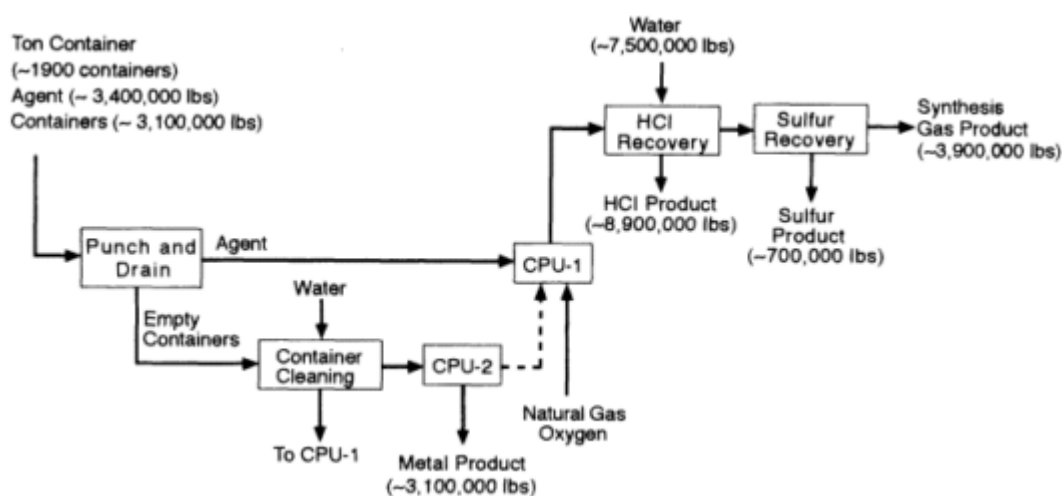 Ton Container
(~1900 containers)
Agent (~ 3,400,000 lbs)
Containers (~ 3,100,000 lbs)
Water
(~7,500,000 lbs)
HCl
Recovery
Sulfur
Recovery
Synthesis
Gas Product
(~3,900,000 lbs)
HCl Product
(~8,900,000 lbs)
Sulfur
Product
(~700,000 lbs)
Punch and
Drain
Agent
CPU-1
Water
Empty
Containers
Container
Cleaning
CPU-2
Natural Gas
Oxygen
To CPU-1
Metal Product
(~3,100,000 lbs)